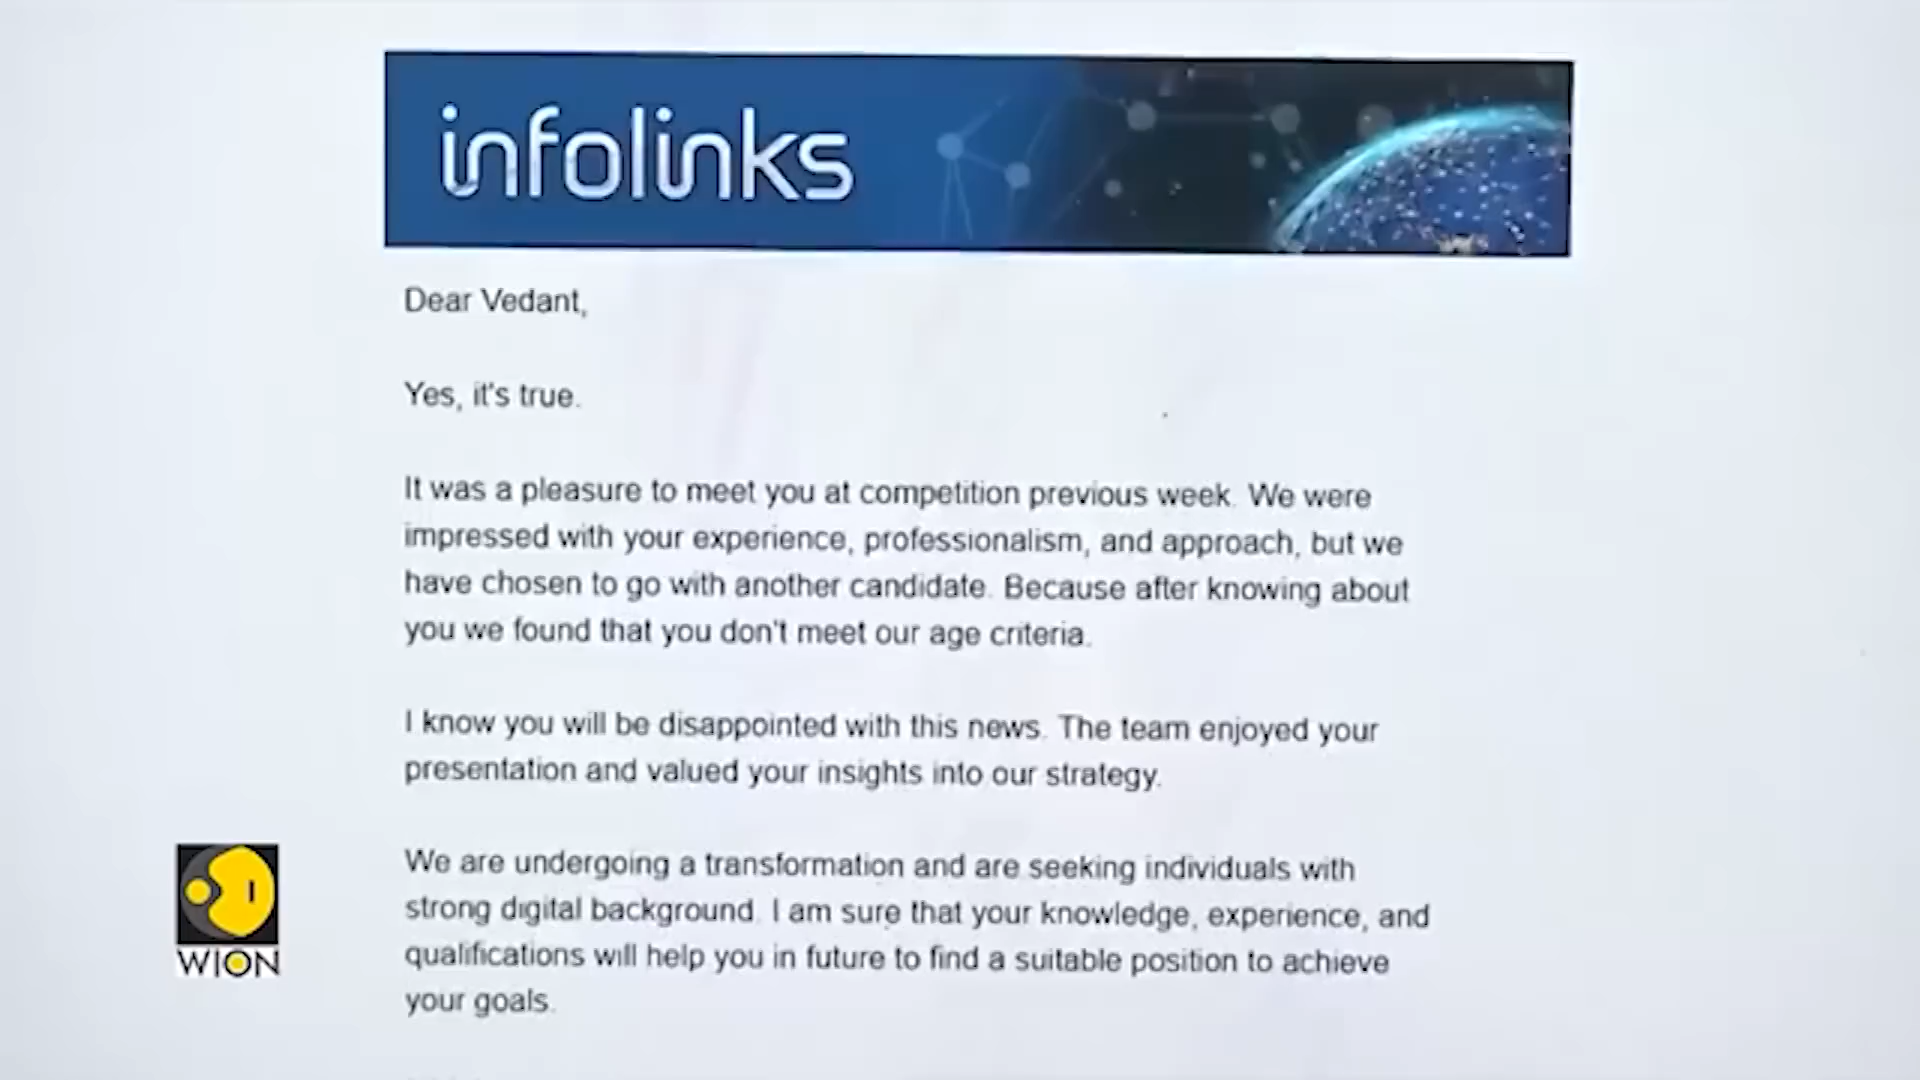 infolinks
Dear Vedant,
Yes, it's true.
It was a pleasure to meet you at competition previous week. We were
impressed with your experience, professionalism, and approach, but we
have chosen to go with another candidate. Because after knowing about
you we found that you don't meet our age criteria.
I know you will be disappointed with this news. The team enjoyed your
presentation and valued your insights into our strategy.
We are undergoing a transformation and are seeking individuals with
strong digital background. I am sure that your knowledge, experience, and
qualifications will help you in future to find a suitable position to achieve
your goals.
WION